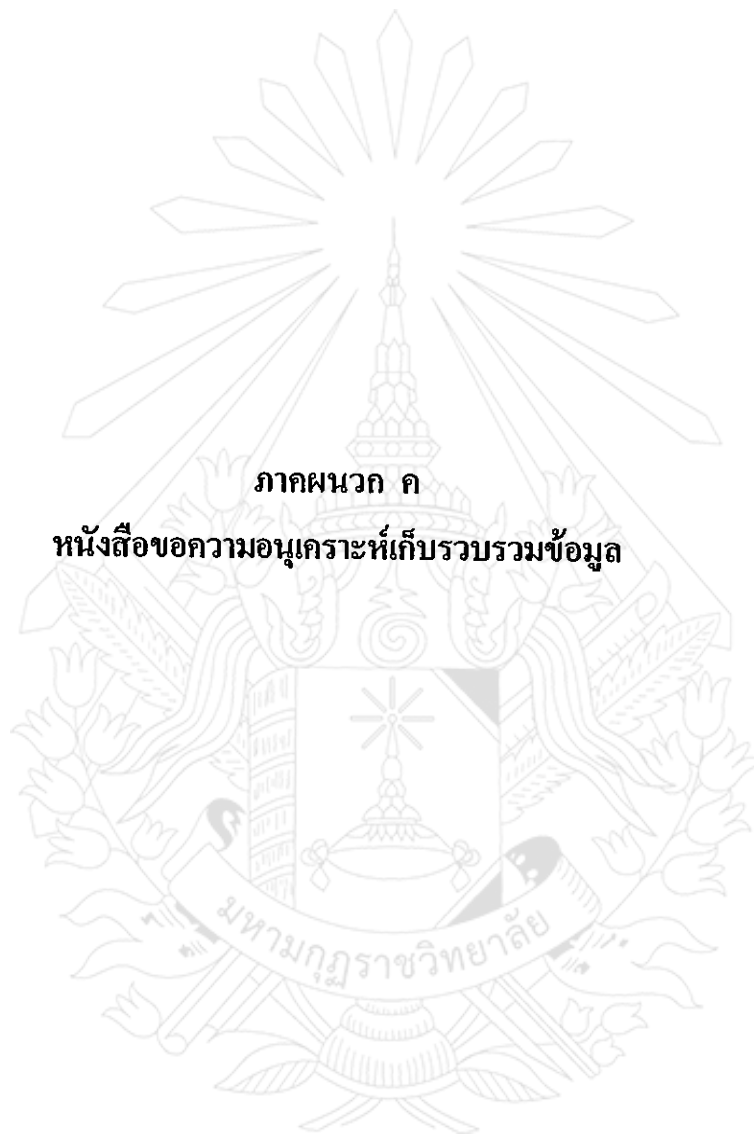 ภาคผนวก ค
หนังสือขอความอนุเคราะห์เก็บรวบรวมข้อมูล
มหามกุฏราชวิทยาลัย